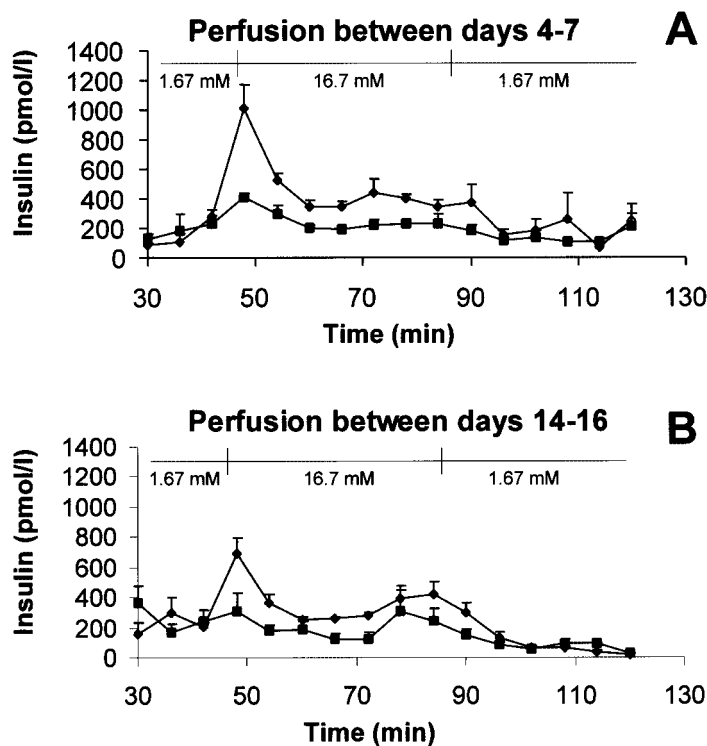 Perfusion between days 4-7
A
1400
1200
1000
800
600
400
200
0
Insulin (pmol/l)
1.67 mM
16.7 mM
1.67 mM
30
50
70
90
110
130
Time (min)
Perfusion between days 14-16
B
1400
1200
1000
800
600
400
200
0
Insulin (pmol/l)
1.67 mM
16.7 mM
1.67 mM
30
50
70
90
110
130
Time (min)